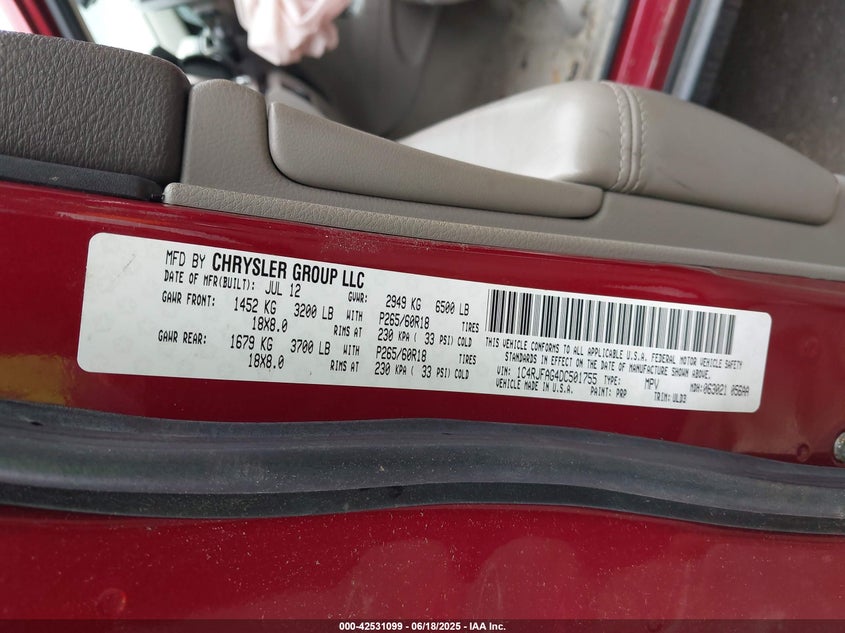 MFD BY CHRYSLER GROUP LLC
DATE OF MFR(BUILT): JUL 12 GVWR: 2949 KG 6500 LB
GAWR FRONT: 1452 KG 3200 LB WITH P265/60R18 TIRES
18X8.0 RIMS AT 230 KPA ( 33 PSI) COLD
GAWR REAR: 1679 KG 3700 LB WITH P265/60R18 TIRES
18X8.0 RIMS AT 230 KPA ( 33 PSI) COLD
THIS VEHICLE CONFORMS TO ALL APPLICABLE U.S.A. FEDERAL MOTOR VEHICLE SAFETY
STANDARDS IN EFFECT ON THE DATE OF MANUFACTURE SHOWN ABOVE.
VIN: 1C4RJFAG4DC501755 TYPE: MPV MDH: 063021 056AA
VEHICLE MADE IN U.S.A. PAINT: PRP TRIM: ULD3
000-42531099 - 06/18/2025 - IAA Inc.